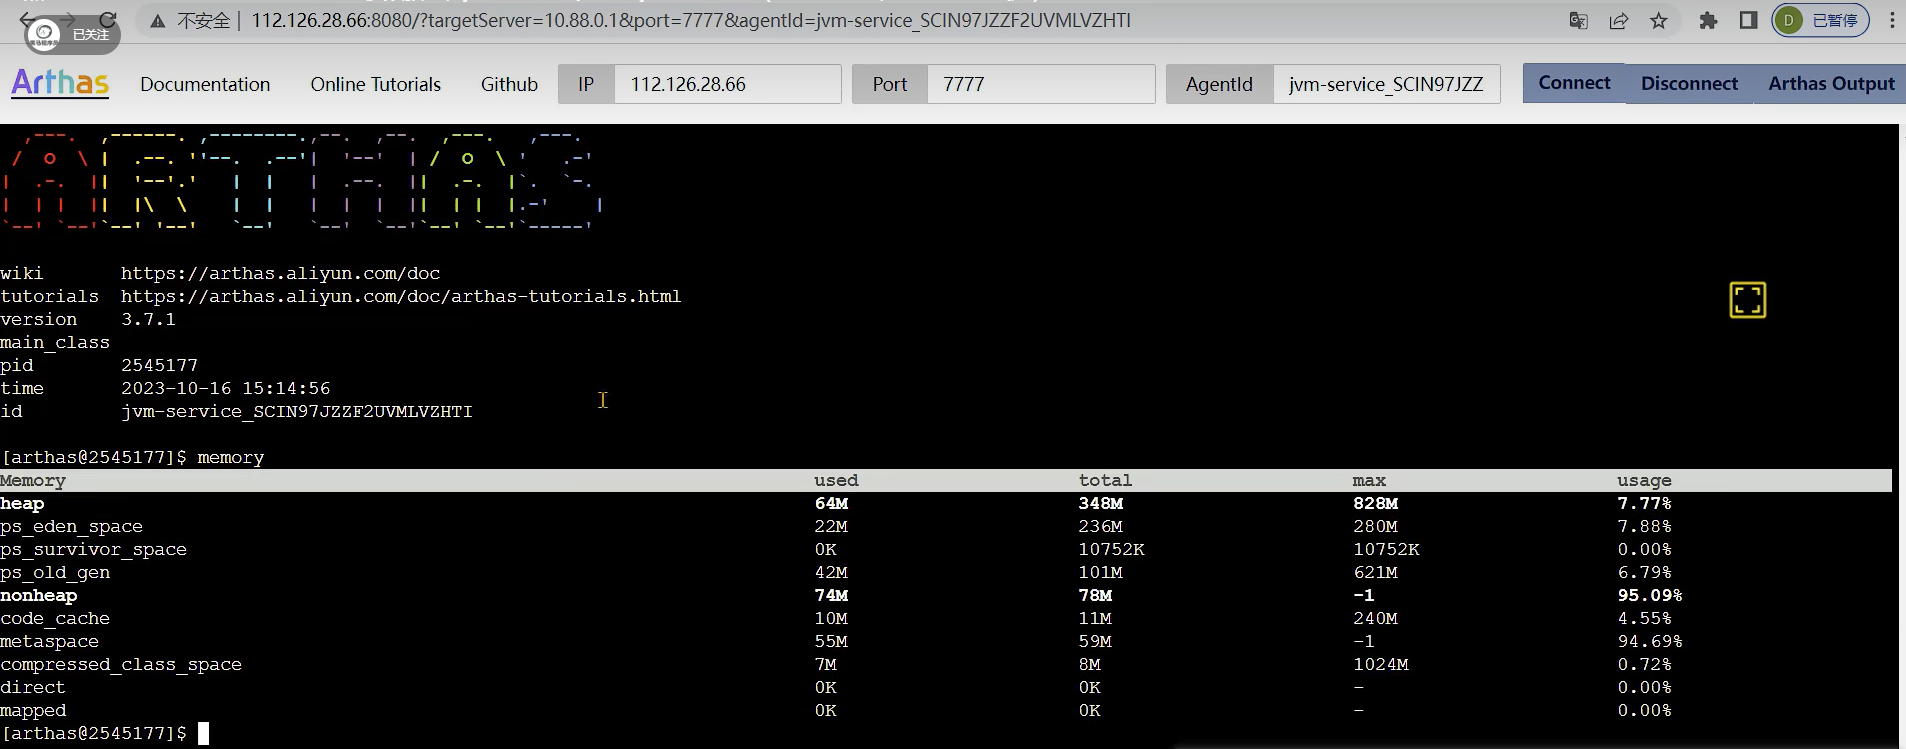 不安全 | 112.126.28.66:8080/?targetServer=10.88.0.1&port=7777&agentId=jvm-service_SCIN97JZZF2UVMLVZHTI
D 已暂停
已关注
Arthas Documentation Online Tutorials Github IP 112.126.28.66 Port 7777 AgentId jvm-service_SCIN97JZZ Connect Disconnect Arthas Output
wiki https://arthas.aliyun.com/doc
tutorials https://arthas.aliyun.com/doc/arthas-tutorials.html
version 3.7.1
main_class
pid 2545177
time 2023-10-16 15:14:56
id jvm-service_SCIN97JZZF2UVMLVZHTI
[arthas@2545177]$ memory
Memory used total max usage
heap 64M 348M 828M 7.77%
ps_eden_space 22M 236M 280M 7.88%
ps_survivor_space 0K 10752K 10752K 0.00%
ps_old_gen 42M 101M 621M 6.79%
nonheap 74M 78M -1 95.09%
code_cache 10M 11M 240M 4.55%
metaspace 55M 59M -1 94.69%
compressed_class_space 7M 8M 1024M 0.72%
direct 0K 0K - 0.00%
mapped 0K 0K - 0.00%
[arthas@2545177]$